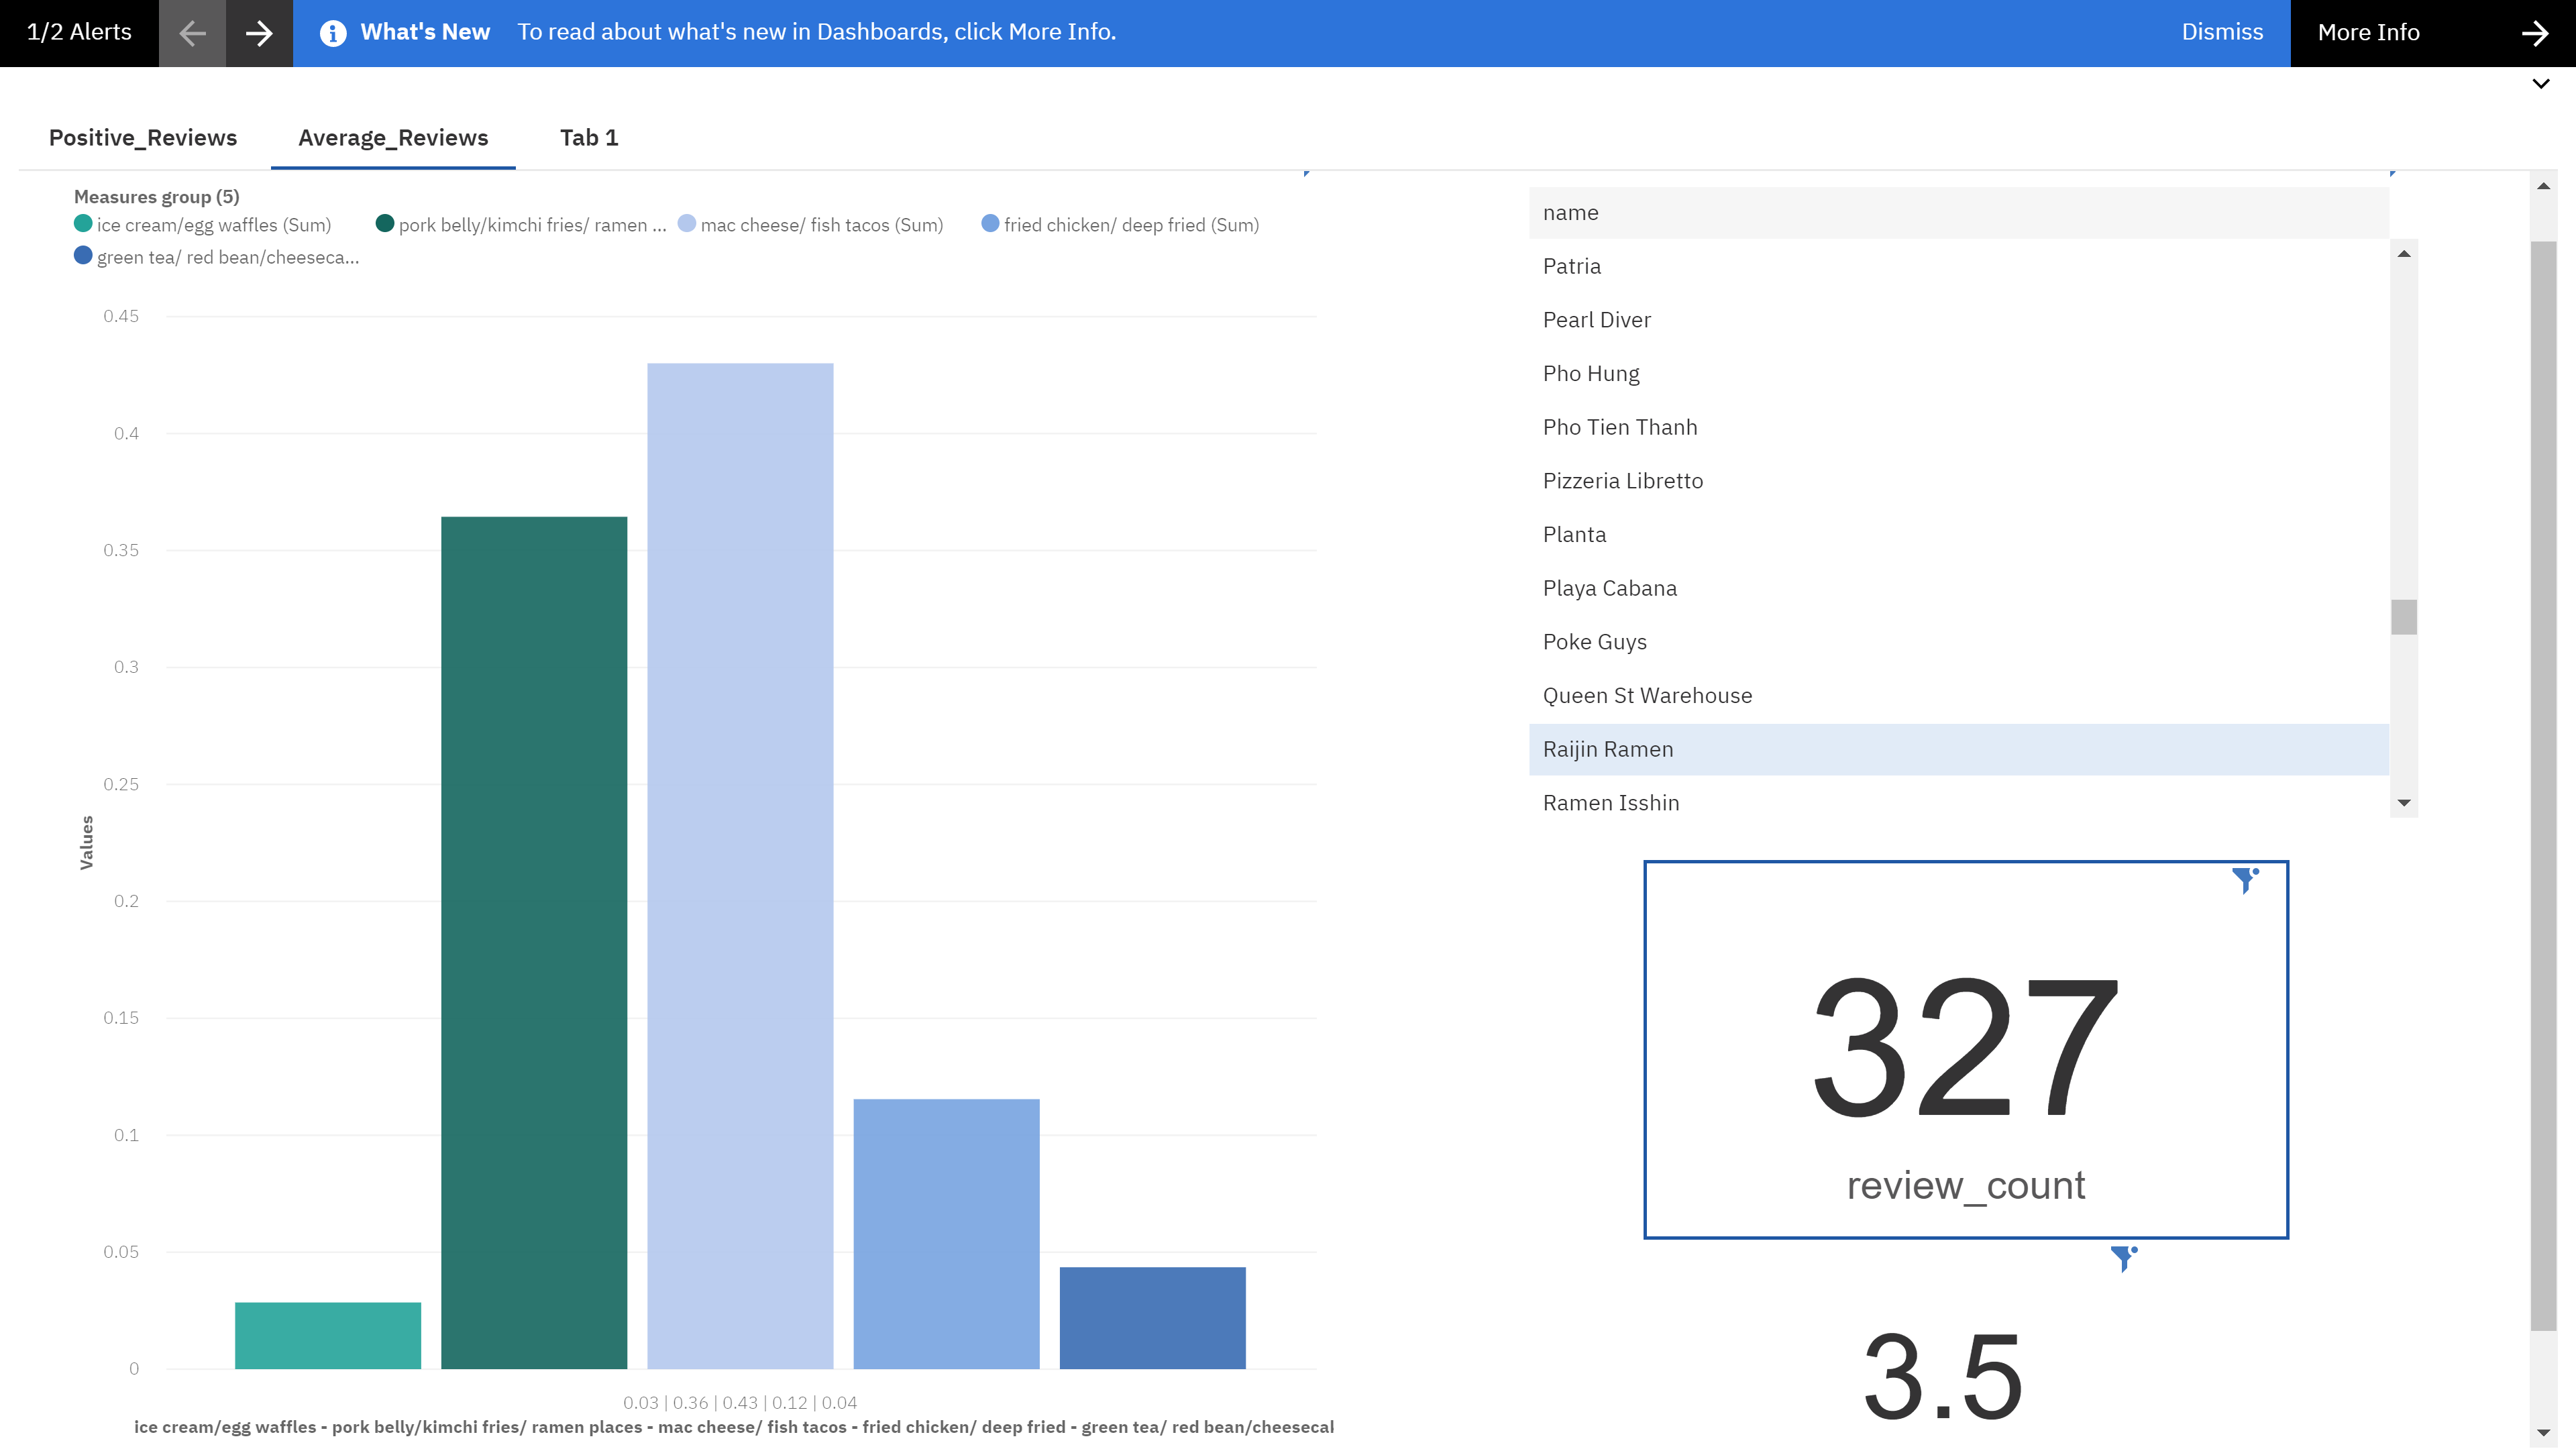 1/2 Alerts
What's New To read about what's new in Dashboards, click More Info.
Dismiss
More Info
Positive_Reviews
Average_Reviews
Tab 1
Measures group (5)
ice cream/egg waffles (Sum)
pork belly/kimchi fries/ ramen ...
mac cheese/ fish tacos (Sum)
fried chicken/ deep fried (Sum)
green tea/ red bean/cheeseca...
0.45
0.4
0.35
0.3
0.25
0.2
0.15
0.1
0.05
0
Values
0.03 | 0.36 | 0.43 | 0.12 | 0.04
ice cream/egg waffles - pork belly/kimchi fries/ ramen places - mac cheese/ fish tacos - fried chicken/ deep fried - green tea/ red bean/cheesecal
name
Patria
Pearl Diver
Pho Hung
Pho Tien Thanh
Pizzeria Libretto
Planta
Playa Cabana
Poke Guys
Queen St Warehouse
Raijin Ramen
Ramen Isshin
327
review_count
3.5